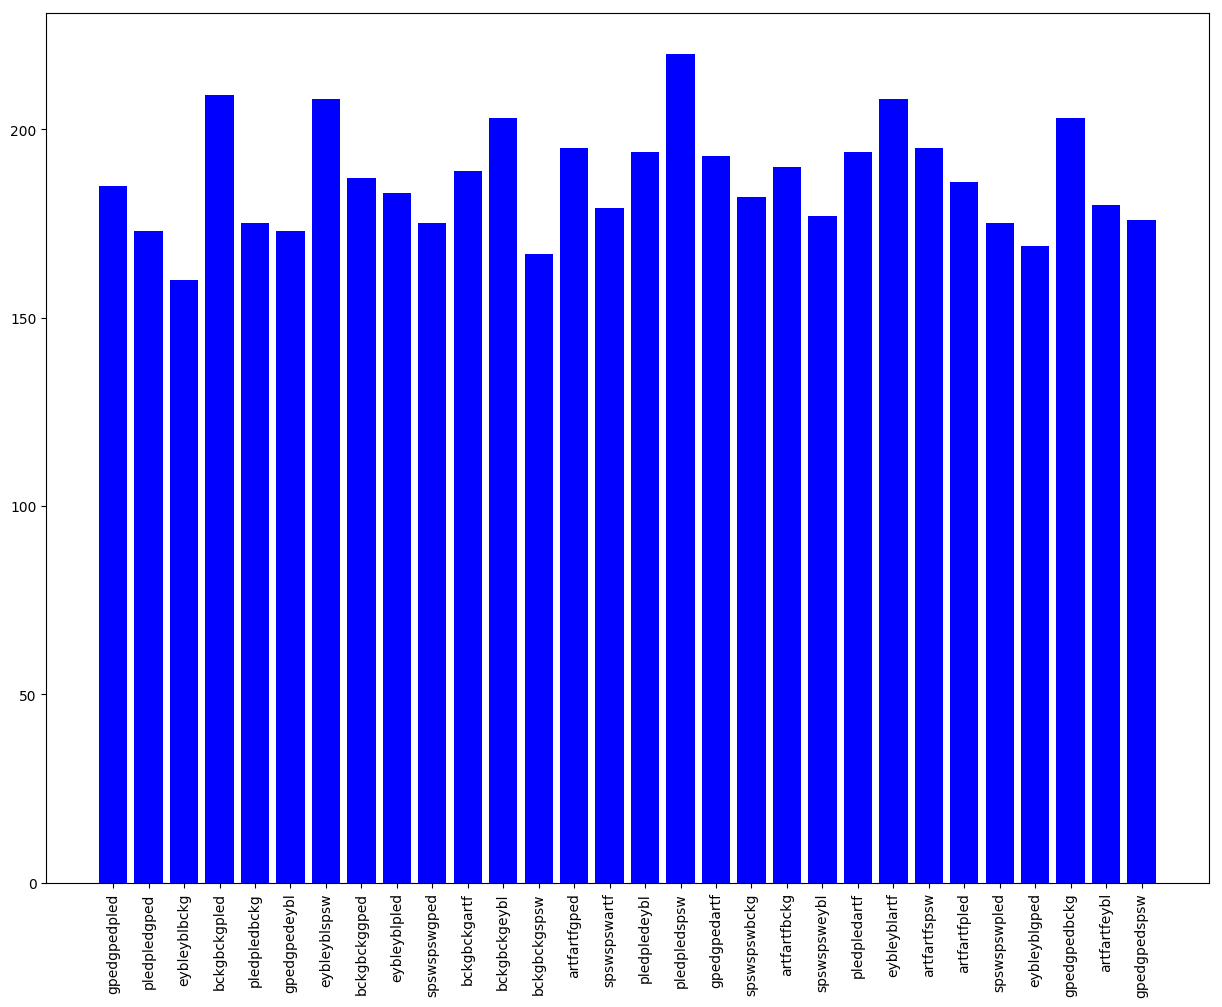 200
150
100
50
0
gpedgpedpled
pledpledgped
eybleyblbckg
bckgbckgpled
pledpledbckg
gpedgpedeybl
eybleyblspsw
bckgbckggped
eybleyblpled
spswspswgped
bckgbckgartf
bckgbckgeybl
bckgbckgspsw
artfartfgped
spswspswartf
pledpledeybl
pledpledspsw
gpedgpedartf
spswspswbckg
artfartfbckg
spswspsweybl
pledpledartf
eybleyblartf
artfartfspsw
artfartfpled
spswspswpled
eybleyblgped
gpedgpedbckg
artfartfeybl
gpedgpedspsw